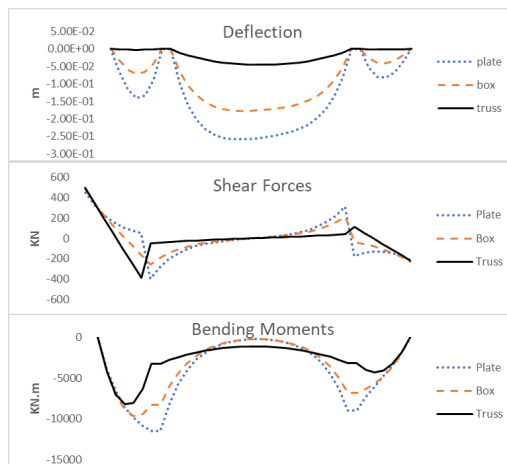 Deflection
5.00E-02
0.00E+00
-5.00E-02
-1.00E-01
-1.50E-01
-2.00E-01
-2.50E-01
-3.00E-01
m
plate
box
truss
Shear Forces
600
400
200
0
-200
-400
-600
KN
Plate
Box
Truss
Bending Moments
0
-5000
-10000
-15000
KN.m
Plate
Box
Truss